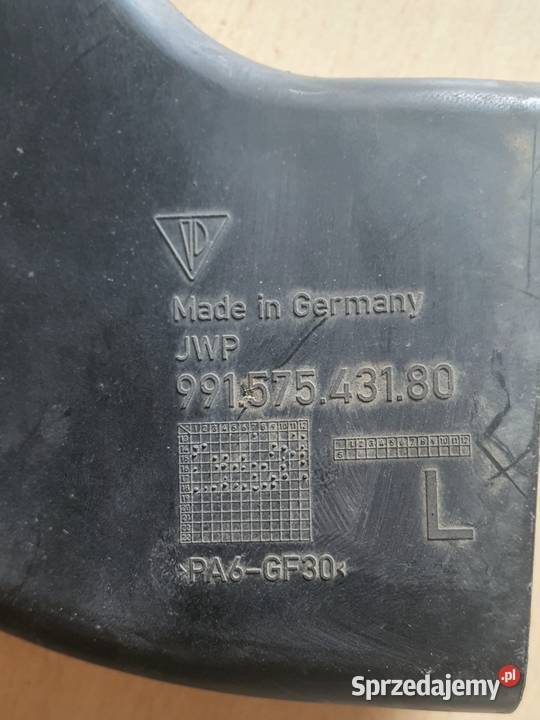 Made in Germany
JWP
991.575.431.80
L
>PA6-GF30<
Sprzedajemy.pl